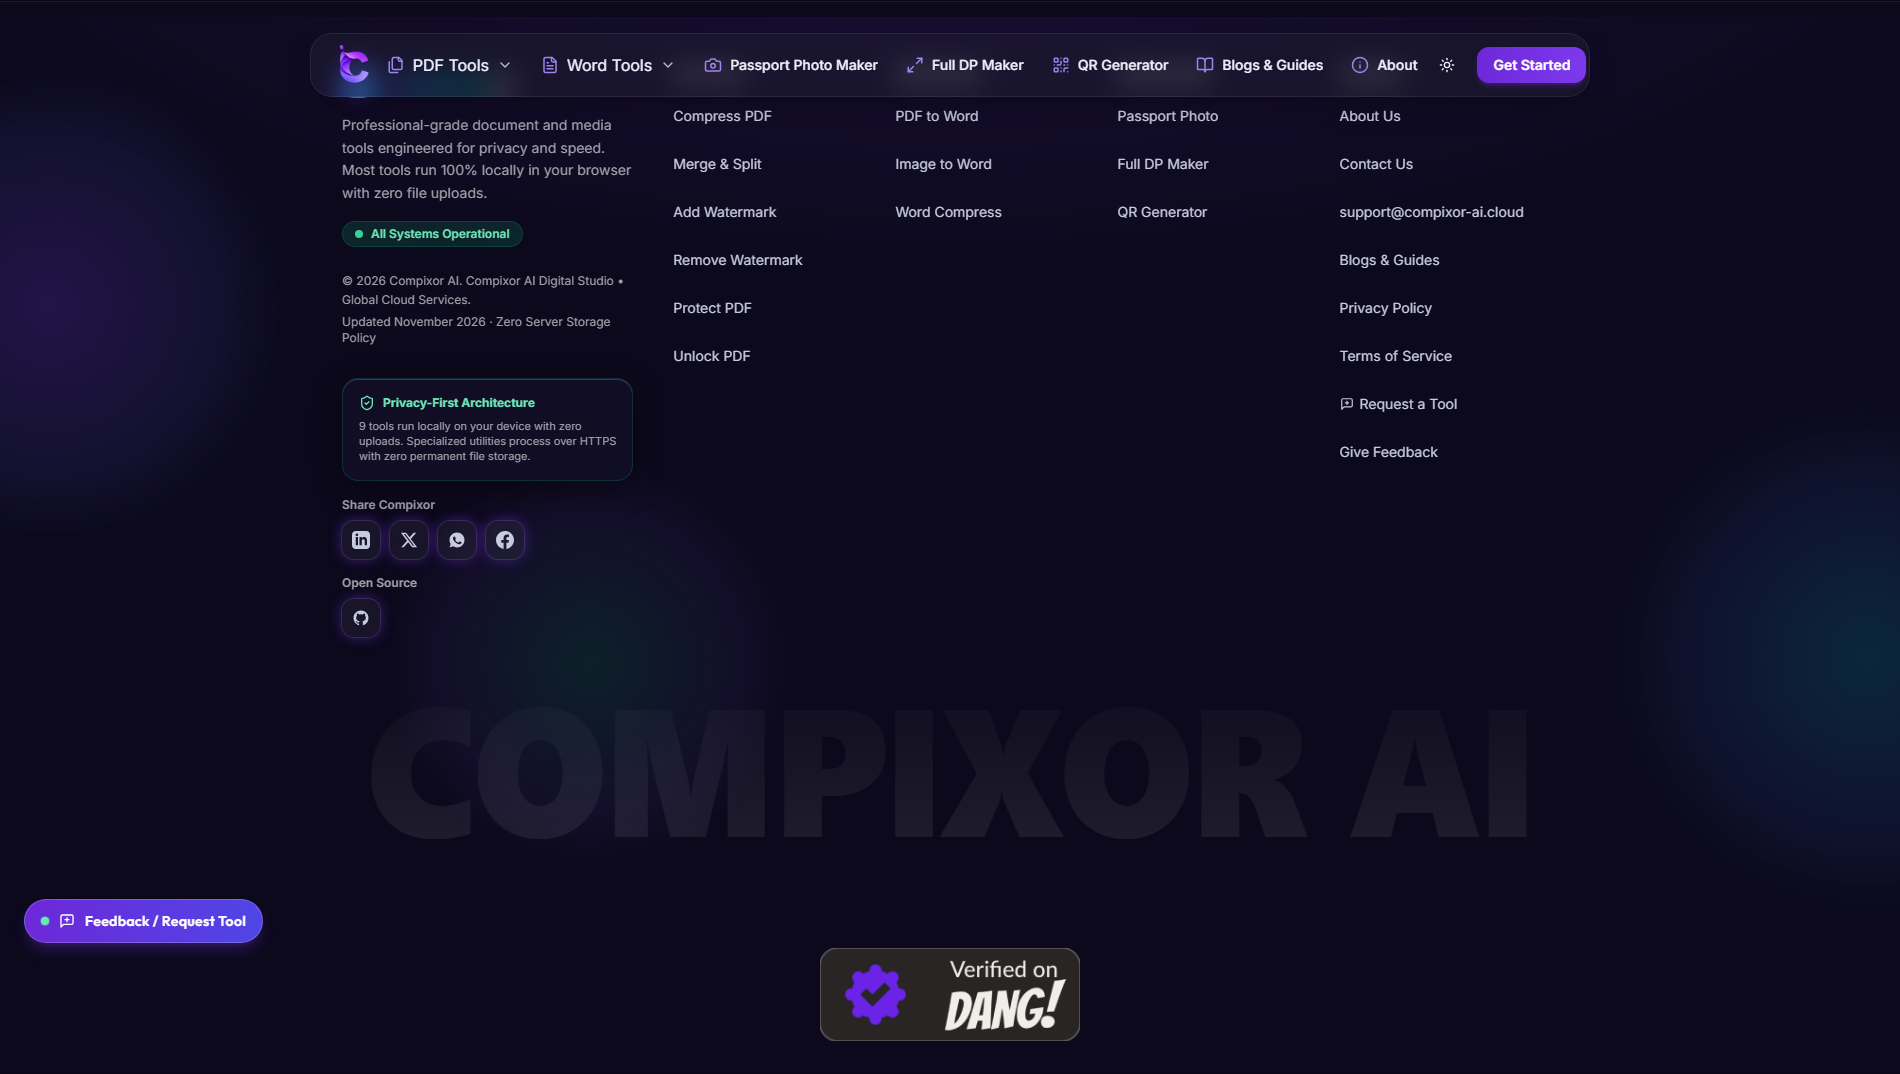 PDF Tools
Word Tools
Passport Photo Maker
Full DP Maker
QR Generator
Blogs & Guides
About
Get Started
Professional-grade document and media
tools engineered for privacy and speed.
Most tools run 100% locally in your browser
with zero file uploads.
All Systems Operational
© 2026 Compixor AI. Compixor AI Digital Studio •
Global Cloud Services.
Updated November 2026 · Zero Server Storage
Policy
Privacy-First Architecture
9 tools run locally on your device with zero
uploads. Specialized utilities process over HTTPS
with zero permanent file storage.
Share Compixor
Open Source
Compress PDF
Merge & Split
Add Watermark
Remove Watermark
Protect PDF
Unlock PDF
PDF to Word
Image to Word
Word Compress
Passport Photo
Full DP Maker
QR Generator
About Us
Contact Us
support@compixor-ai.cloud
Blogs & Guides
Privacy Policy
Terms of Service
Request a Tool
Give Feedback
COMPIXOR AI
Feedback / Request Tool
Verified on
DANG!